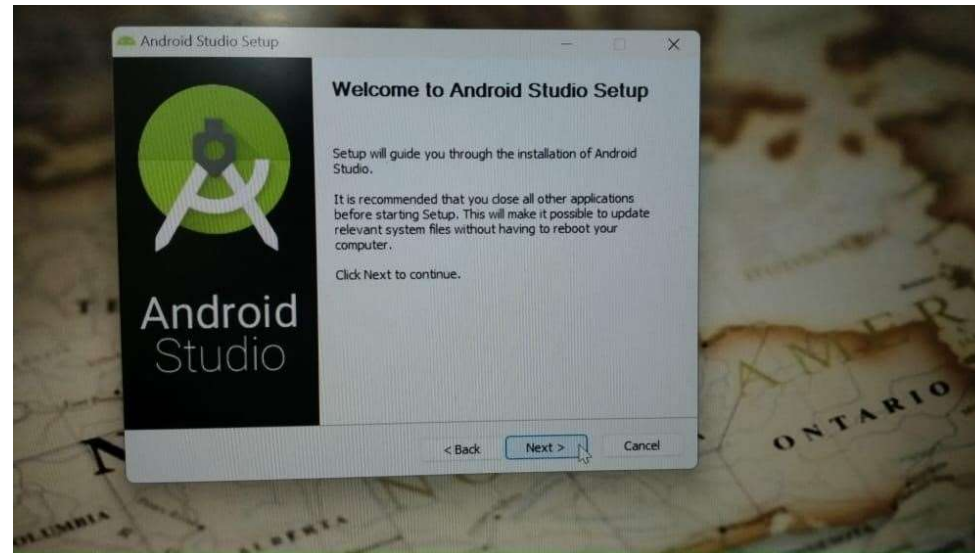 Android Studio Setup
Welcome to Android Studio Setup
Setup will guide you through the installation of Android
Studio.
It is recommended that you close all other applications
before starting Setup. This will make it possible to update
relevant system files without having to reboot your
computer.
Click Next to continue.
Android
Studio
< Back
Next >
Cancel
ONTARIO